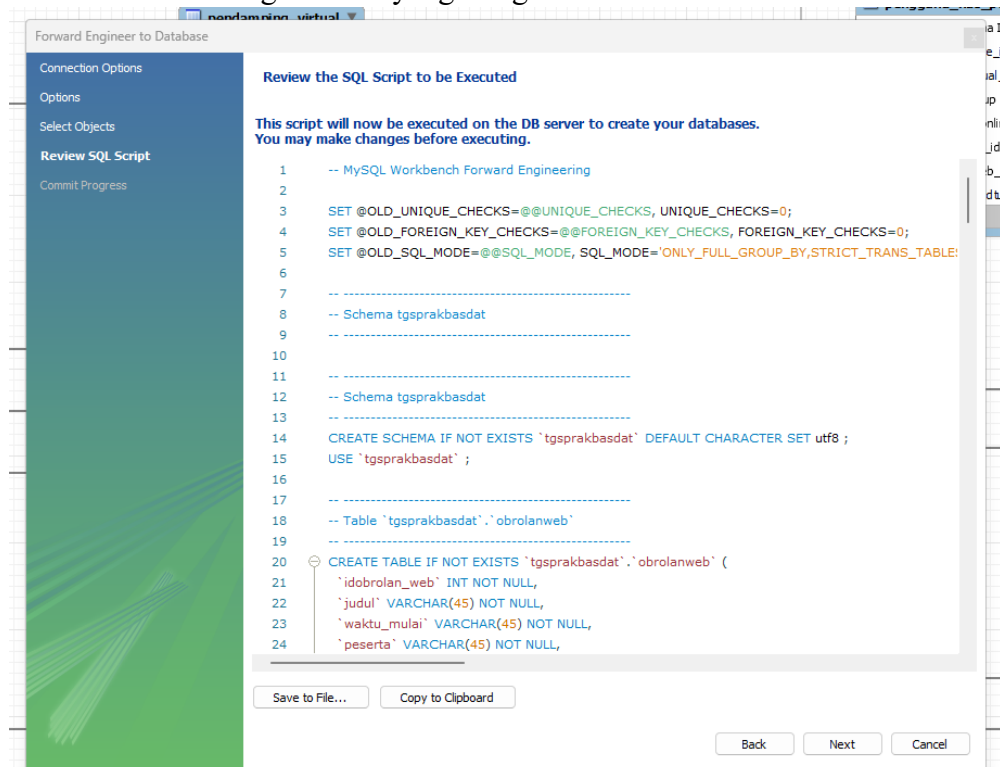 pendamping_virtual
Forward Engineer to Database
Connection Options
Options
Select Objects
Review SQL Script
Commit Progress
Review the SQL Script to be Executed
This script will now be executed on the DB server to create your databases.
You may make changes before executing.
1 -- MySQL Workbench Forward Engineering
2
3 SET @OLD_UNIQUE_CHECKS=@@UNIQUE_CHECKS, UNIQUE_CHECKS=0;
4 SET @OLD_FOREIGN_KEY_CHECKS=@@FOREIGN_KEY_CHECKS, FOREIGN_KEY_CHECKS=0;
5 SET @OLD_SQL_MODE=@@SQL_MODE, SQL_MODE='ONLY_FULL_GROUP_BY,STRICT_TRANS_TABLES
6
7 -- -----------------------------------------------------
8 -- Schema tgsprakbasdat
9 -- -----------------------------------------------------
10
11 -- -----------------------------------------------------
12 -- Schema tgsprakbasdat
13 -- -----------------------------------------------------
14 CREATE SCHEMA IF NOT EXISTS `tgsprakbasdat` DEFAULT CHARACTER SET utf8 ;
15 USE `tgsprakbasdat` ;
16
17 -- -----------------------------------------------------
18 -- Table `tgsprakbasdat`.`obrolanweb`
19 -- -----------------------------------------------------
20 CREATE TABLE IF NOT EXISTS `tgsprakbasdat`.`obrolanweb` (
21 `idobrolan_web` INT NOT NULL,
22 `judul` VARCHAR(45) NOT NULL,
23 `waktu_mulai` VARCHAR(45) NOT NULL,
24 `peserta` VARCHAR(45) NOT NULL,
Save to File...
Copy to Clipboard
Back
Next
Cancel